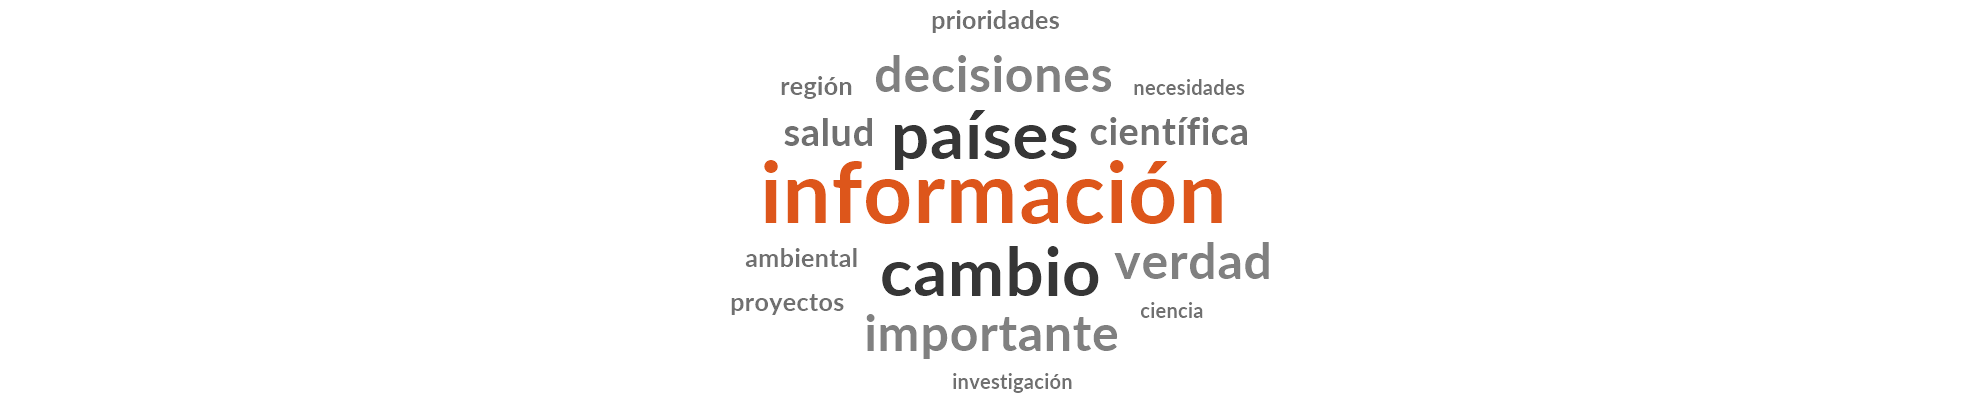 prioridades
región decisiones necesidades
salud países científica
información
ambiental cambio verdad
proyectos ciencia
importante
investigación